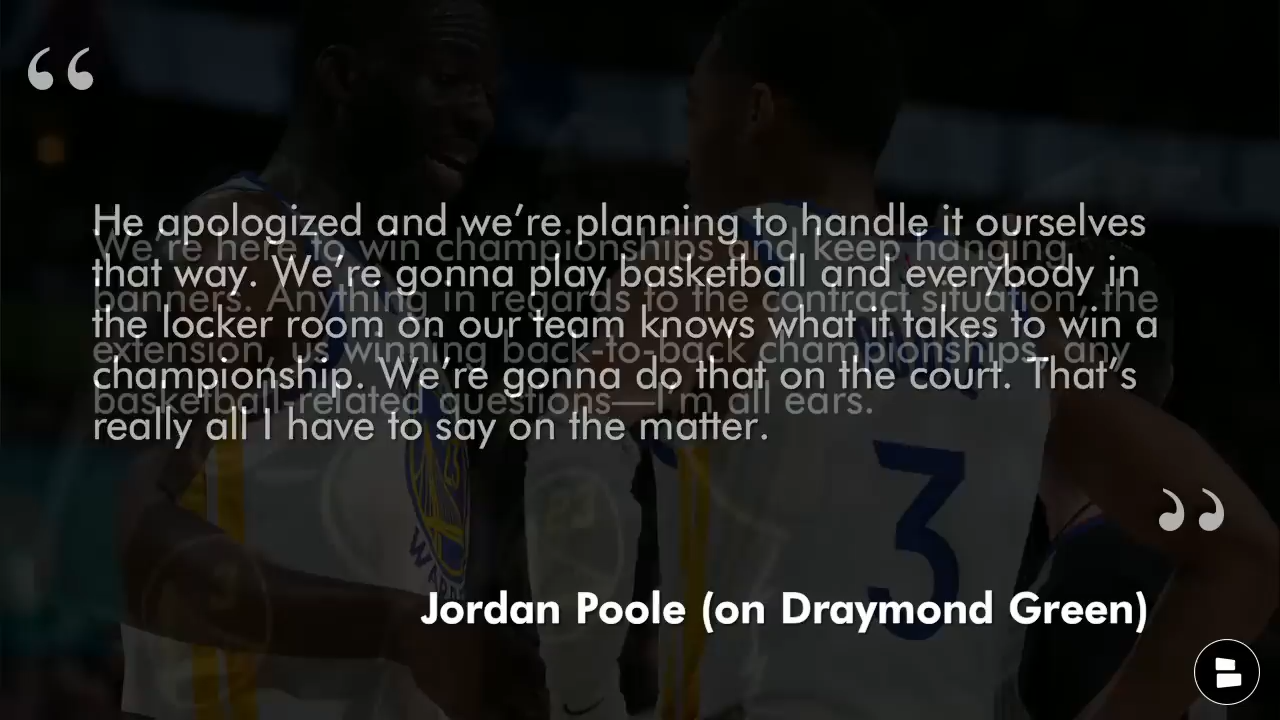 “
He apologized and we’re planning to handle it ourselves
that way. We’re gonna play basketball and everybody in
the locker room on our team knows what it takes to win a
championship. We’re gonna do that on the court. That’s
really all I have to say on the matter.
We’re here to win championships and keep hanging
banners. Anything in regards to the contract situation, the
extension, us winning back-to-back championships, any
basketball-related questions—I’m all ears.
”
Jordan Poole (on Draymond Green)
3
23